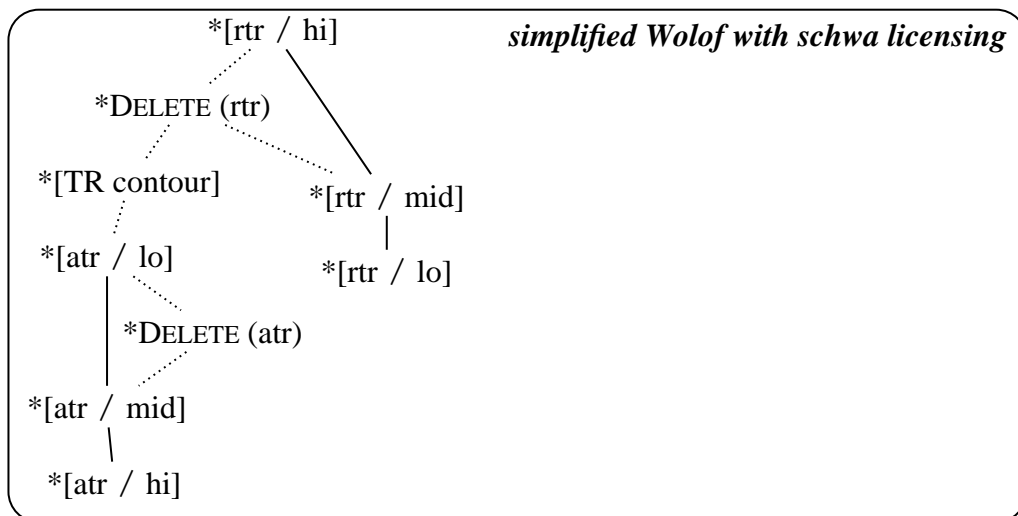 *[rtr / hi]
simplified Wolof with schwa licensing
*DELETE (rtr)
*[TR contour]
*[rtr / mid]
*[atr / lo]
*[rtr / lo]
*DELETE (atr)
*[atr / mid]
*[atr / hi]